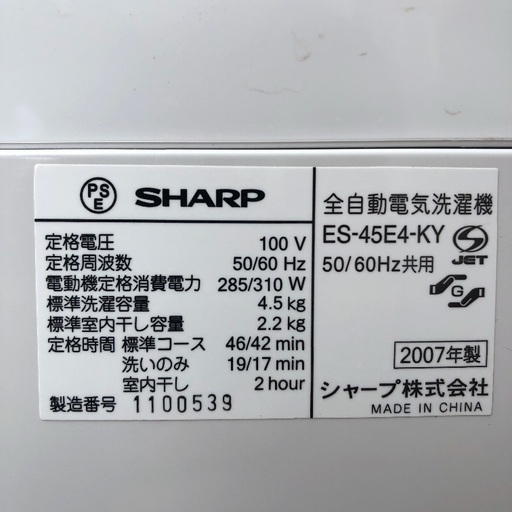 PS E SHARP
定格電圧 100 V
定格周波数 50/60 Hz
電動機定格消費電力 285/310 W
標準洗濯容量 4.5 kg
標準室内干し容量 2.2 kg
定格時間 標準コース 46/42 min
洗いのみ 19/17 min
室内干し 2 hour
製造番号 1100539
全自動電気洗濯機
ES-45E4-KY
50/60Hz共用
S JET
G
2007年製
シャープ株式会社
MADE IN CHINA